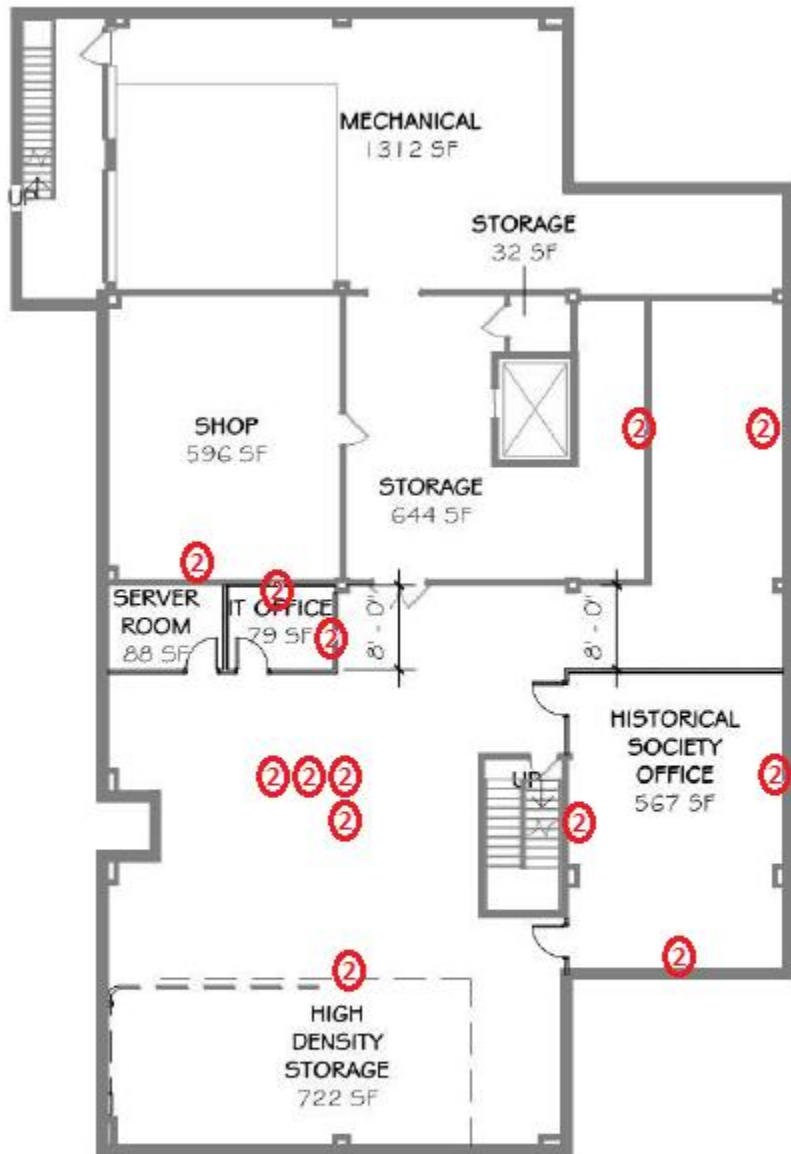 MECHANICAL
1312 SF
UP
STORAGE
32 SF
SHOP
596 SF
2
2
STORAGE
644 SF
2
2
SERVER
ROOM
88 SF
IT OFFICE
79 SF
2
2
8' - 0"
8' - 0"
HISTORICAL
SOCIETY
OFFICE
567 SF
2 2 2
2
UP
2
2
2
2
HIGH
DENSITY
STORAGE
722 SF